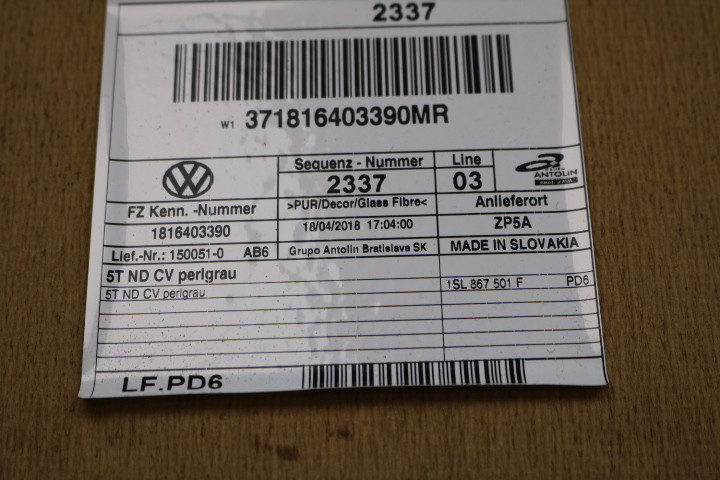 2337
W1 371816403390MR
Sequenz - Nummer
Line
2337
03
ANTOLIN
FZ Kenn. -Nummer
>PUR/Decor/Glass Fibre<
Anlieferort
1816403390
18/04/2018 17:04:00
ZP5A
Lief.-Nr.: 150051-0 AB6
Grupo Antolin Bratislava SK
MADE IN SLOVAKIA
5T ND CV perlgrau
5T ND CV perlgrau
1SL 867 501 F PD6
LF.PD6